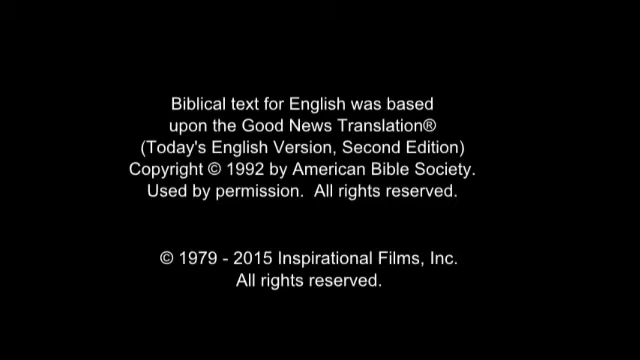 Biblical text for English was based
upon the Good News Translation®
(Today's English Version, Second Edition)
Copyright © 1992 by American Bible Society.
Used by permission.  All rights reserved.
© 1979 - 2015 Inspirational Films, Inc.
All rights reserved.